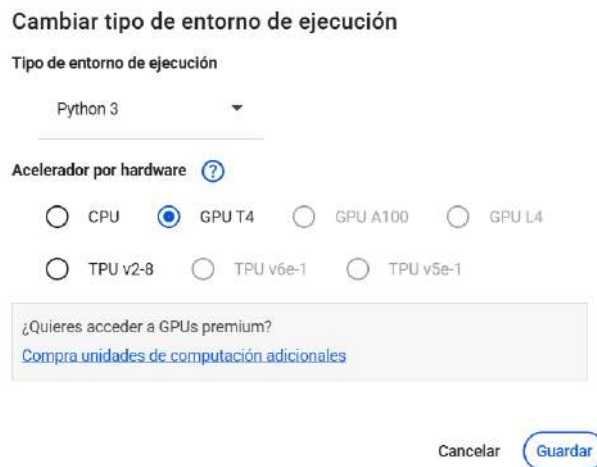 Cambiar tipo de entorno de ejecución
Tipo de entorno de ejecución
Python 3
Acelerador por hardware ?
CPU GPU T4 GPU A100 GPU L4
TPU v2-8 TPU v6e-1 TPU v5e-1
¿Quieres acceder a GPUs premium?
Compra unidades de computación adicionales
Cancelar Guardar